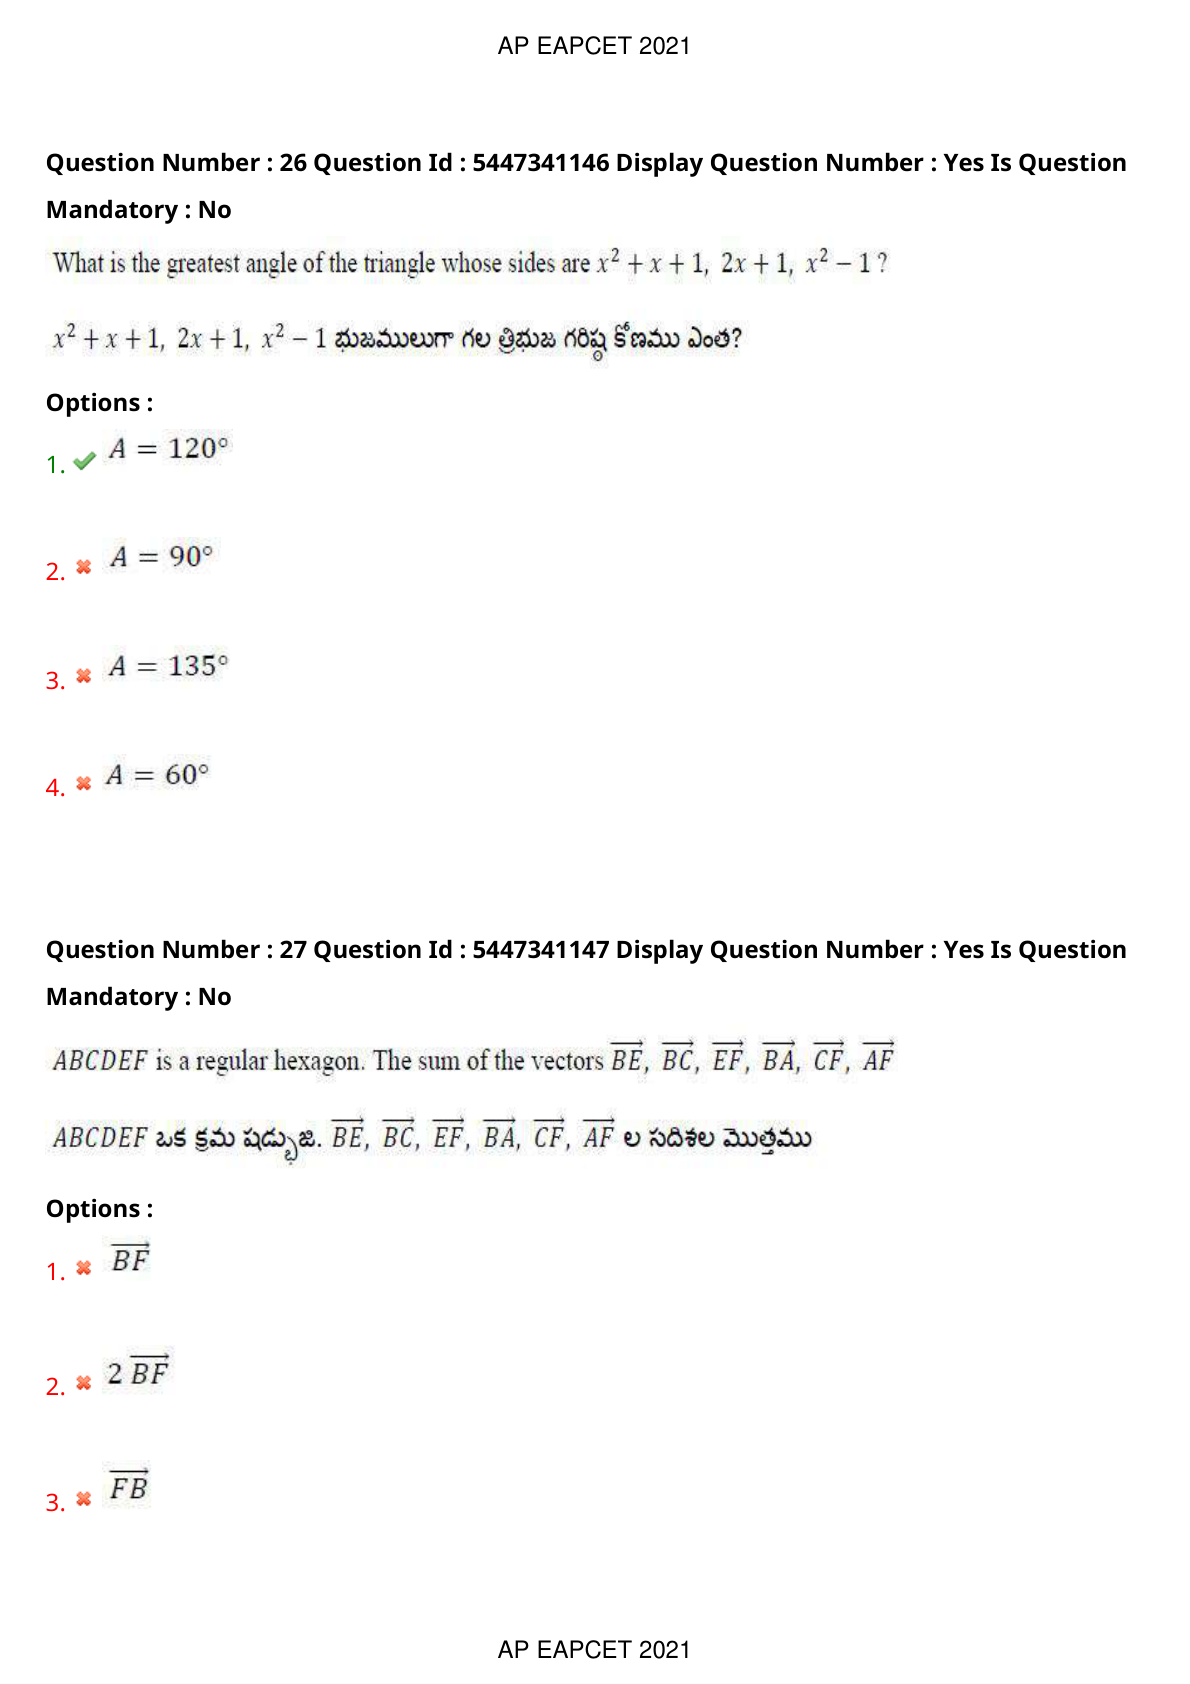 AP EAPCET 2021
Question Number : 26 Question Id : 5447341146 Display Question Number : Yes Is Question
Mandatory : No
What is the greatest angle of the triangle whose sides are x² + x + 1, 2x + 1, x² − 1 ?
x² + x + 1, 2x + 1, x² − 1 భుజములుగా గల త్రిభుజ గరిష్ఠ కోణము ఎంత?
Options :
1. A = 120°
2. A = 90°
3. A = 135°
4. A = 60°
Question Number : 27 Question Id : 5447341147 Display Question Number : Yes Is Question
Mandatory : No
ABCDEF is a regular hexagon. The sum of the vectors \overrightarrow{BE}, \overrightarrow{BC}, \overrightarrow{EF}, \overrightarrow{BA}, \overrightarrow{CF}, \overrightarrow{AF}
ABCDEF ఒక క్రమ షడ్భుజి. \overrightarrow{BE}, \overrightarrow{BC}, \overrightarrow{EF}, \overrightarrow{BA}, \overrightarrow{CF}, \overrightarrow{AF} ల సదిశల మొత్తము
Options :
1. \overrightarrow{BF}
2. 2 \overrightarrow{BF}
3. \overrightarrow{FB}
AP EAPCET 2021